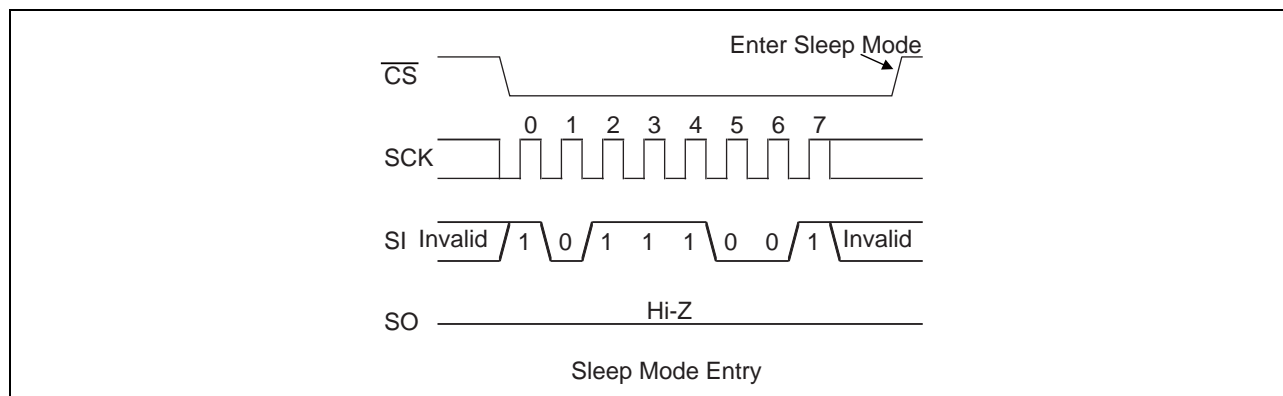 Enter Sleep Mode
CS
0 1 2 3 4 5 6 7
SCK
SI Invalid 1 0 1 1 1 0 0 1 Invalid
Hi-Z
SO
Sleep Mode Entry